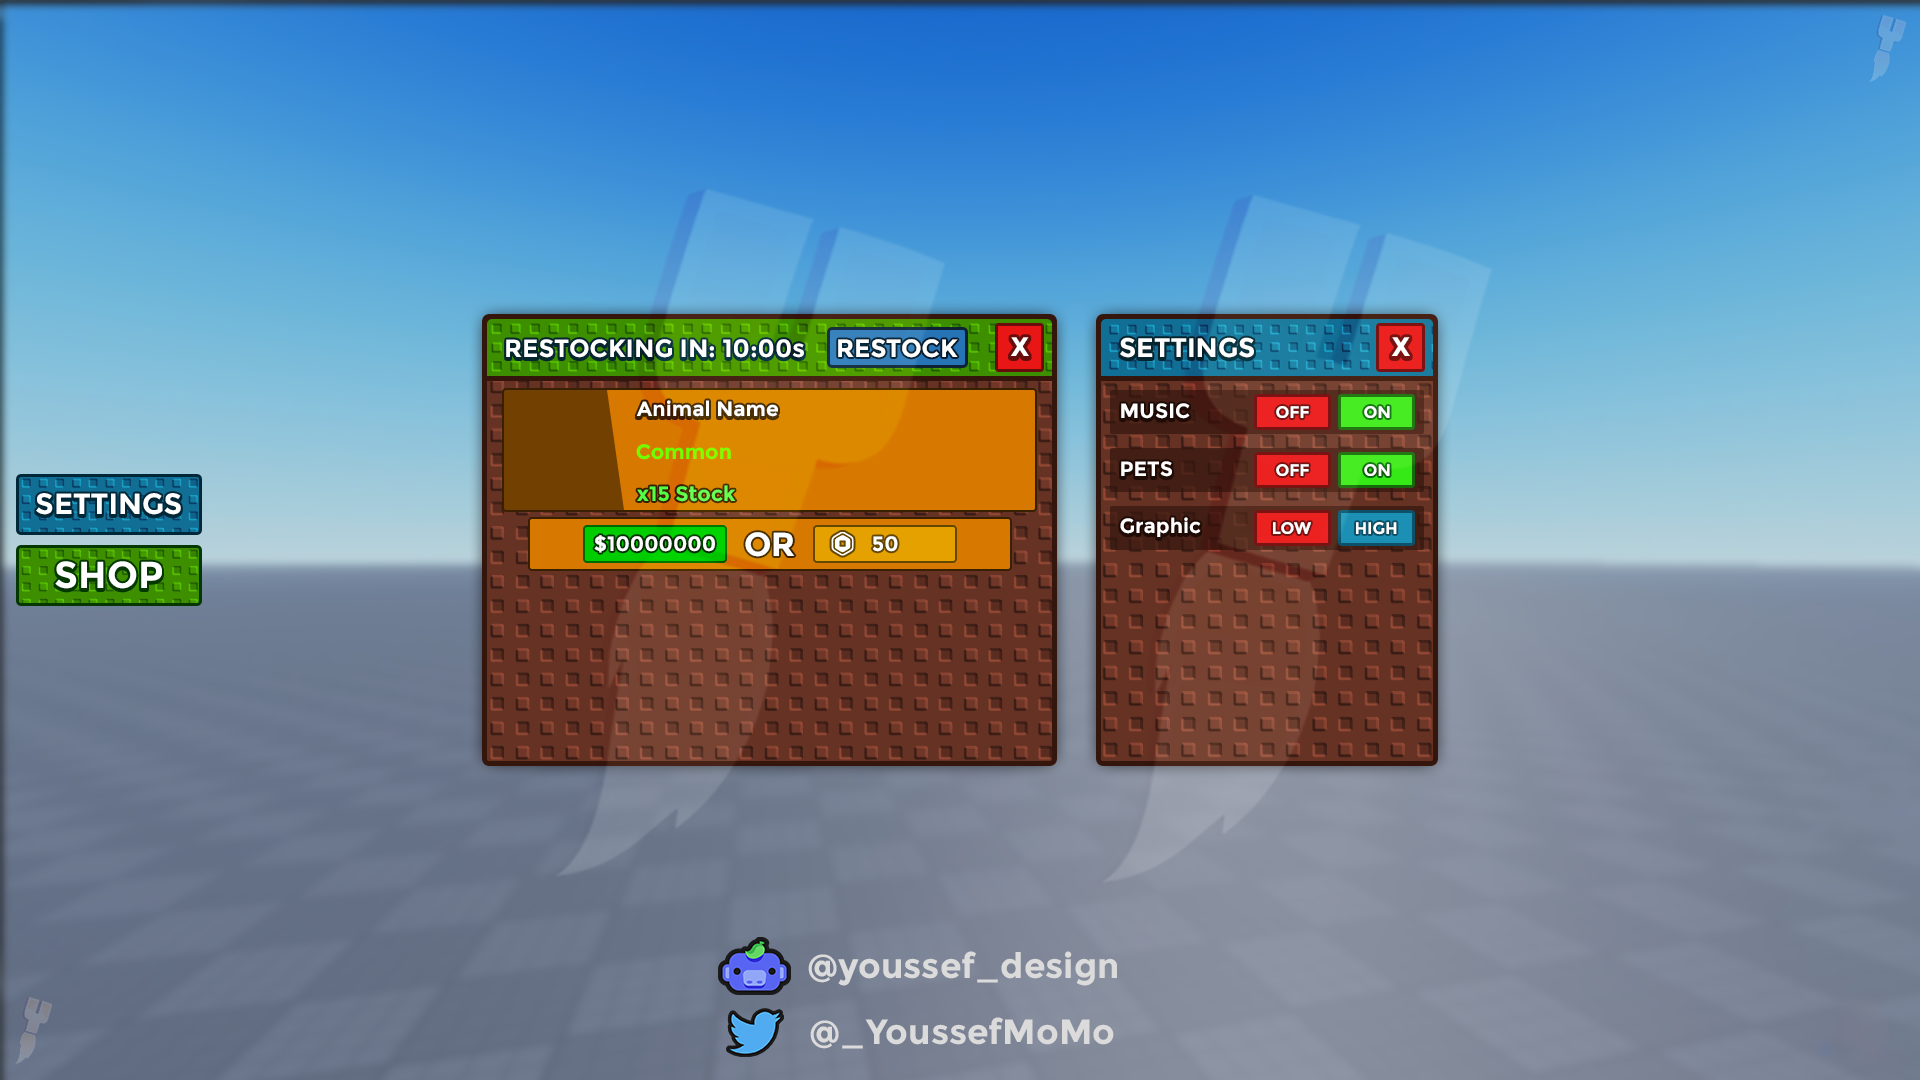 RESTOCKING IN: 10:00s RESTOCK X
Animal Name
Common
x15 Stock
$10000000 OR 50
SETTINGS X
MUSIC OFF ON
PETS OFF ON
Graphic LOW HIGH
SETTINGS
SHOP
@youssef_design
@_YoussefMoMo